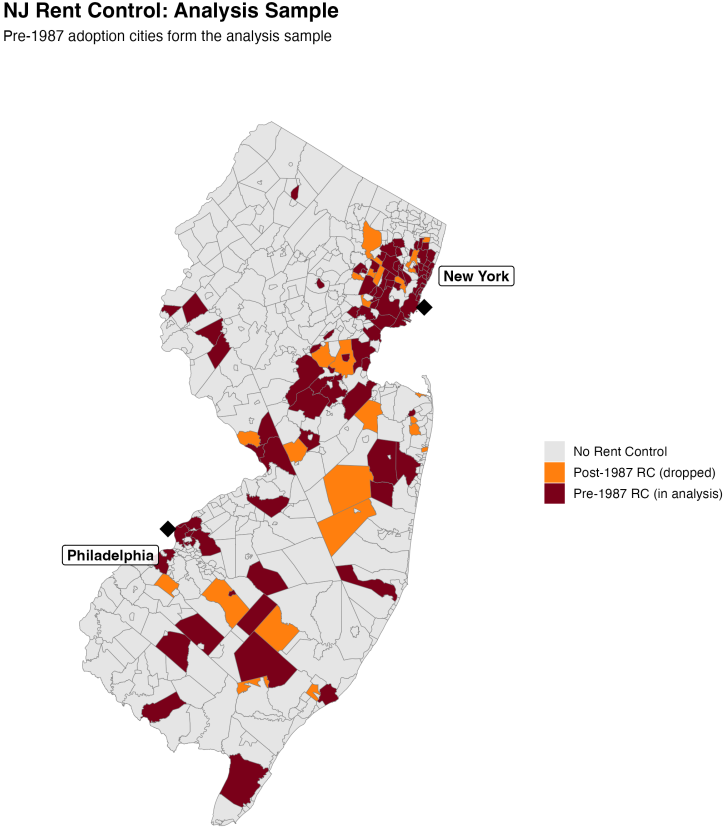 NJ Rent Control: Analysis Sample
Pre-1987 adoption cities form the analysis sample
New York
No Rent Control
Post-1987 RC (dropped)
Pre-1987 RC (in analysis)
Philadelphia